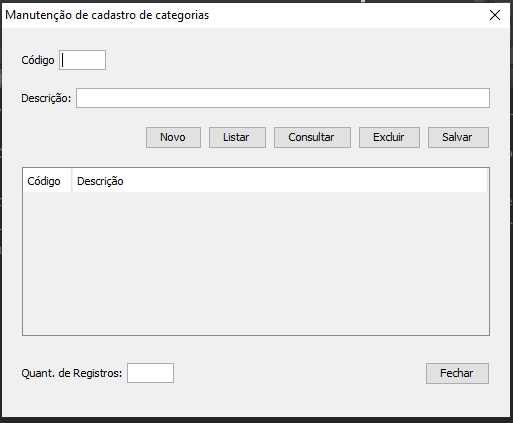 Manutenção de cadastro de categorias
Código
Descrição:
Novo Listar Consultar Excluir Salvar
Código Descrição
Quant. de Registros: Fechar